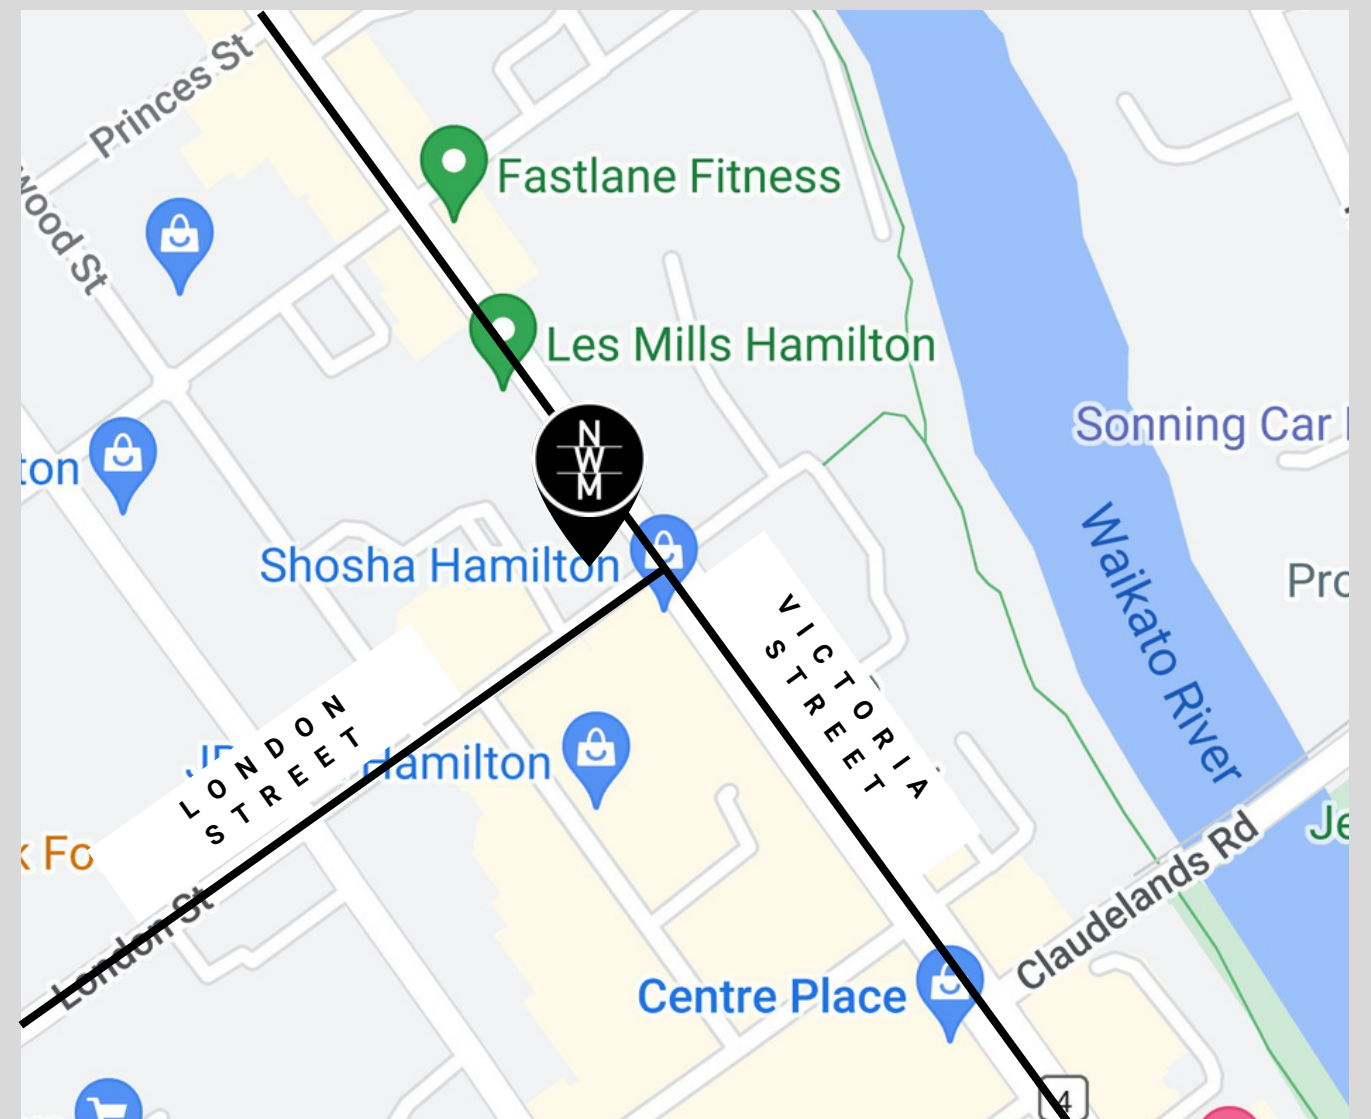 Princes St
wood St
Fastlane Fitness
Les Mills Hamilton
ton
N
W
M
Sonning Car
Shosha Hamilton
Waikato River
Pro
VICTORIA
STREET
LONDON
STREET
Hamilton
k Fo
Je
London St
Claudelands Rd
Centre Place
4